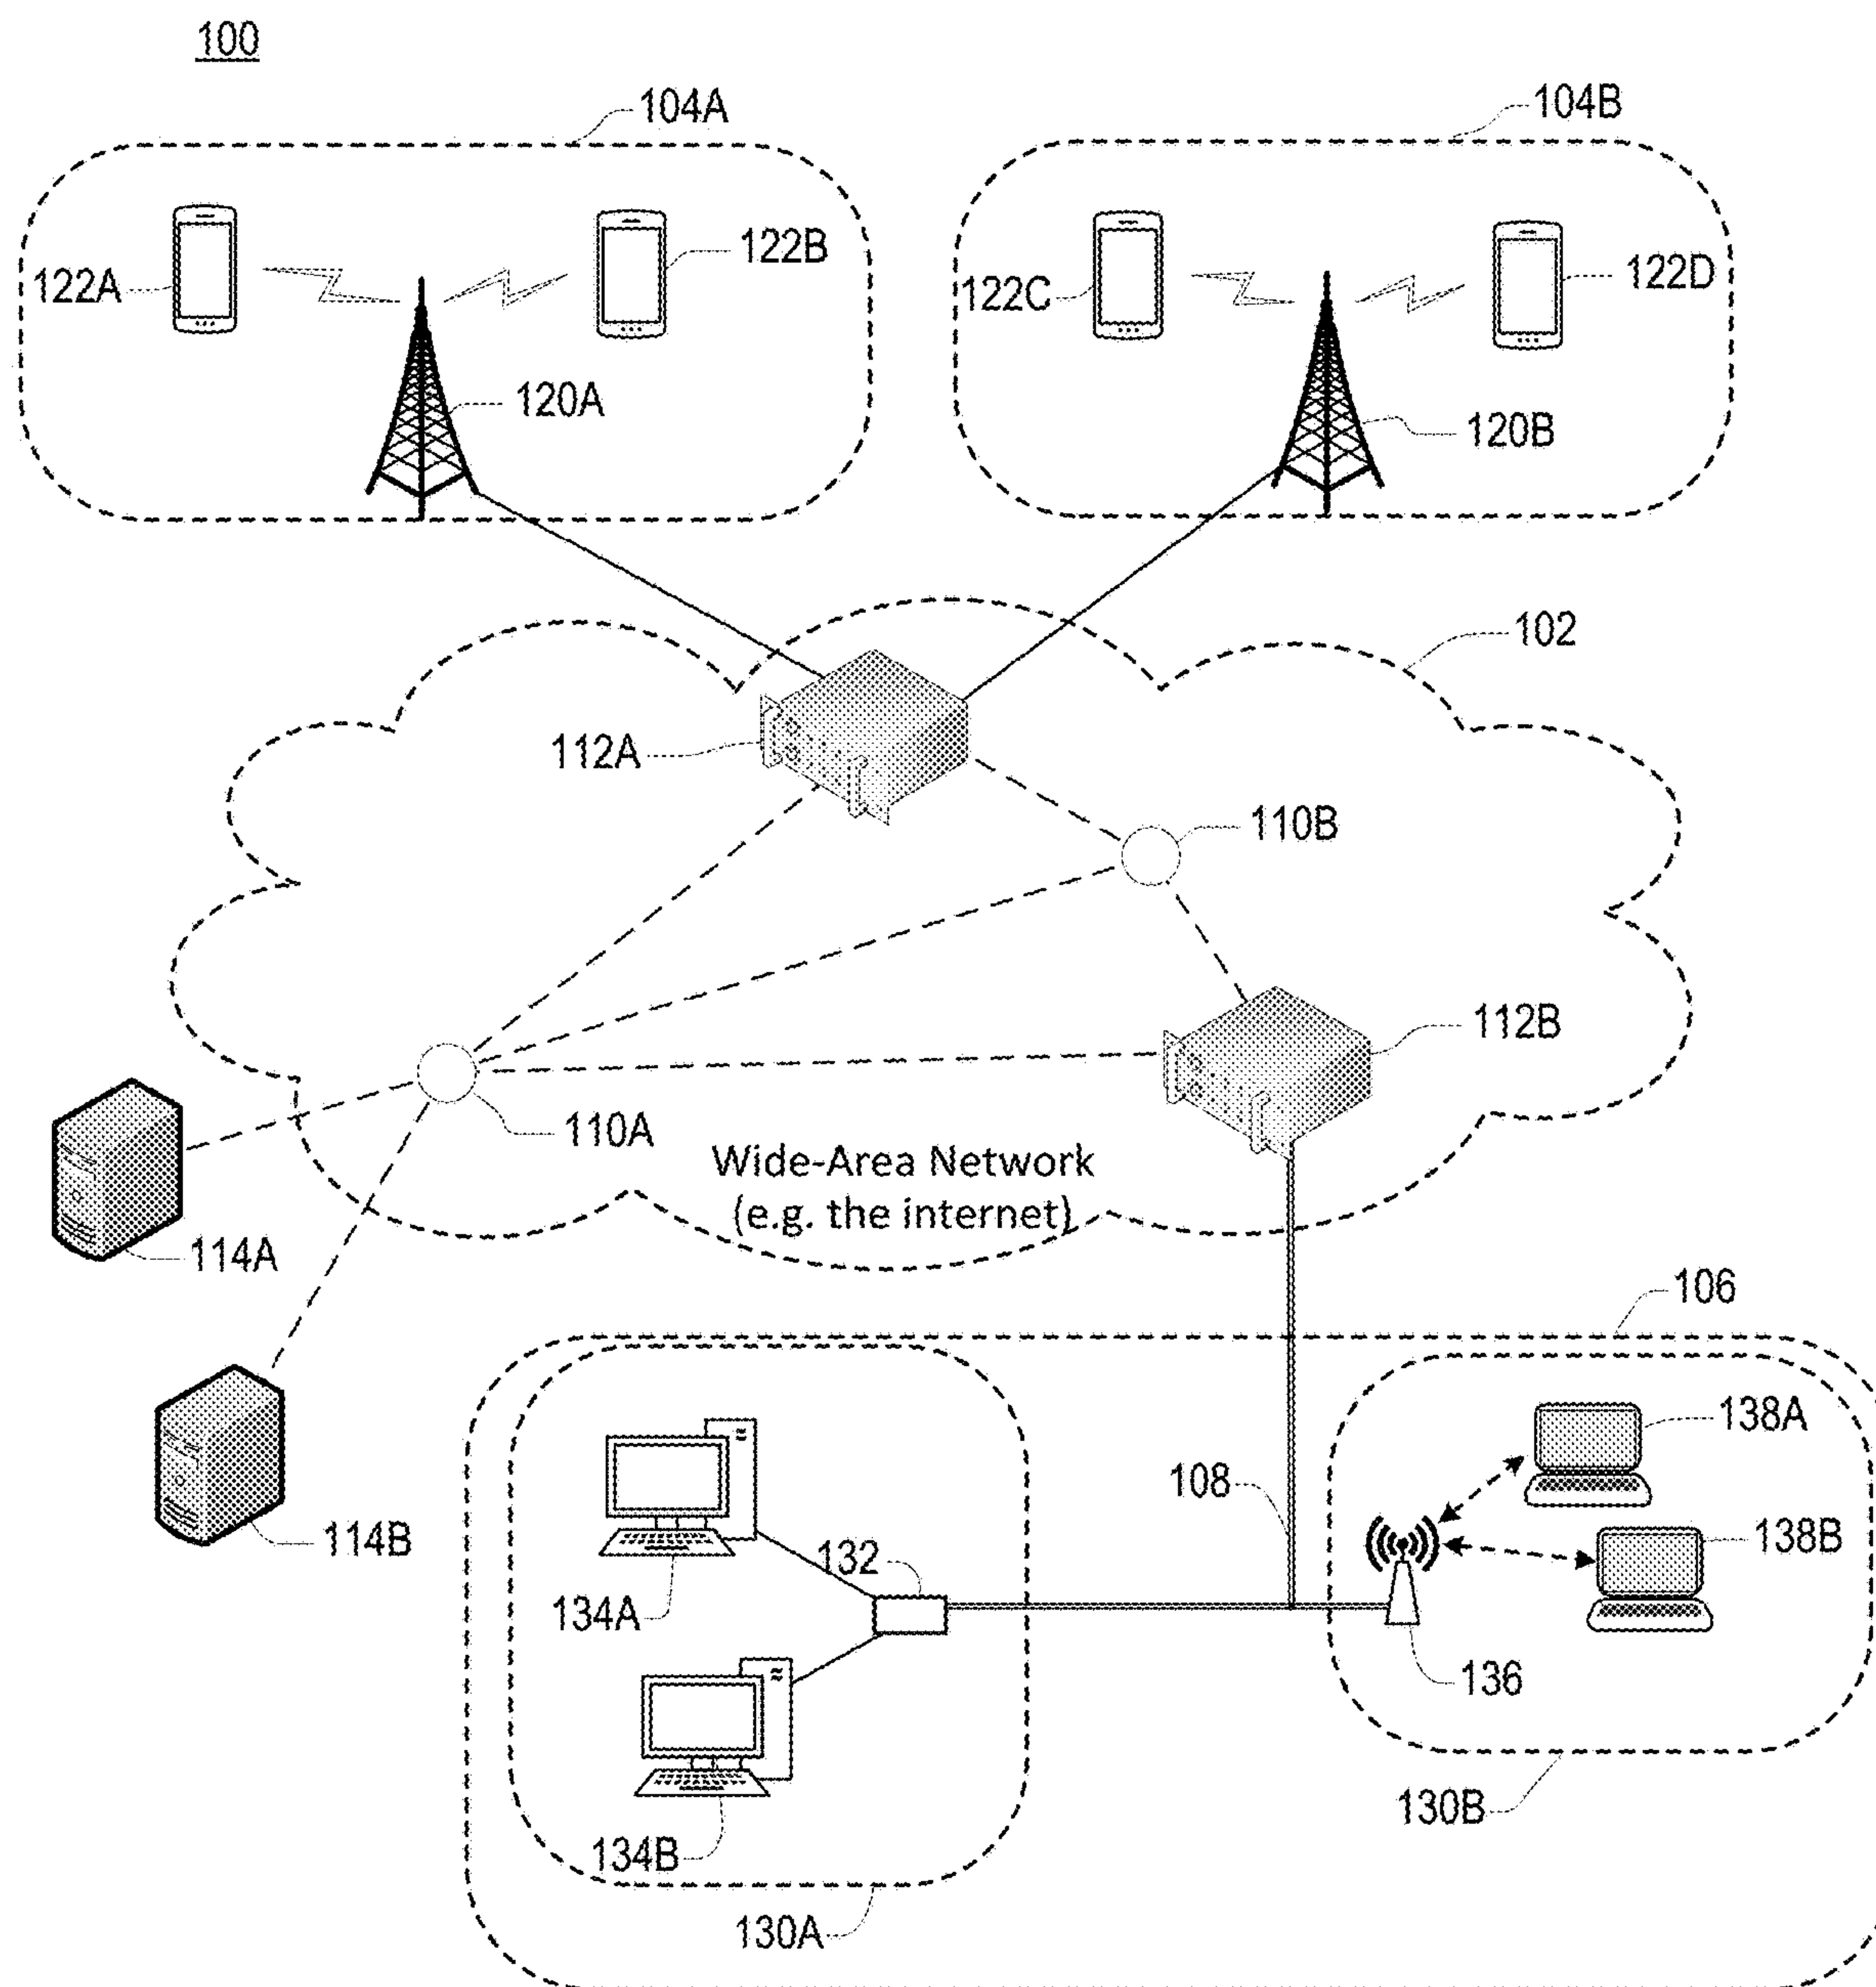 100
104A
104B
122A
122B
122C
122D
120A
120B
102
112A
110B
112B
110A
Wide-Area Network
(e.g. the internet)
114A
106
138A
108
114B
132
138B
134A
136
130B
134B
130A